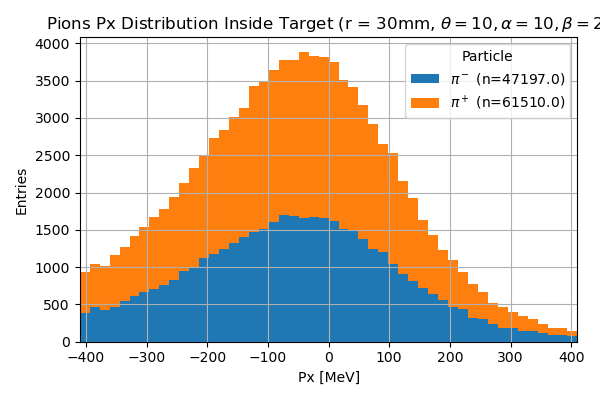 Pions Px Distribution Inside Target (r = 30mm, θ = 10, α = 10, β = 2
Particle
π⁻ (n=47197.0)
π⁺ (n=61510.0)
4000
3500
3000
2500
2000
1500
1000
500
0
Entries
−400 −300 −200 −100 0 100 200 300 400
Px [MeV]